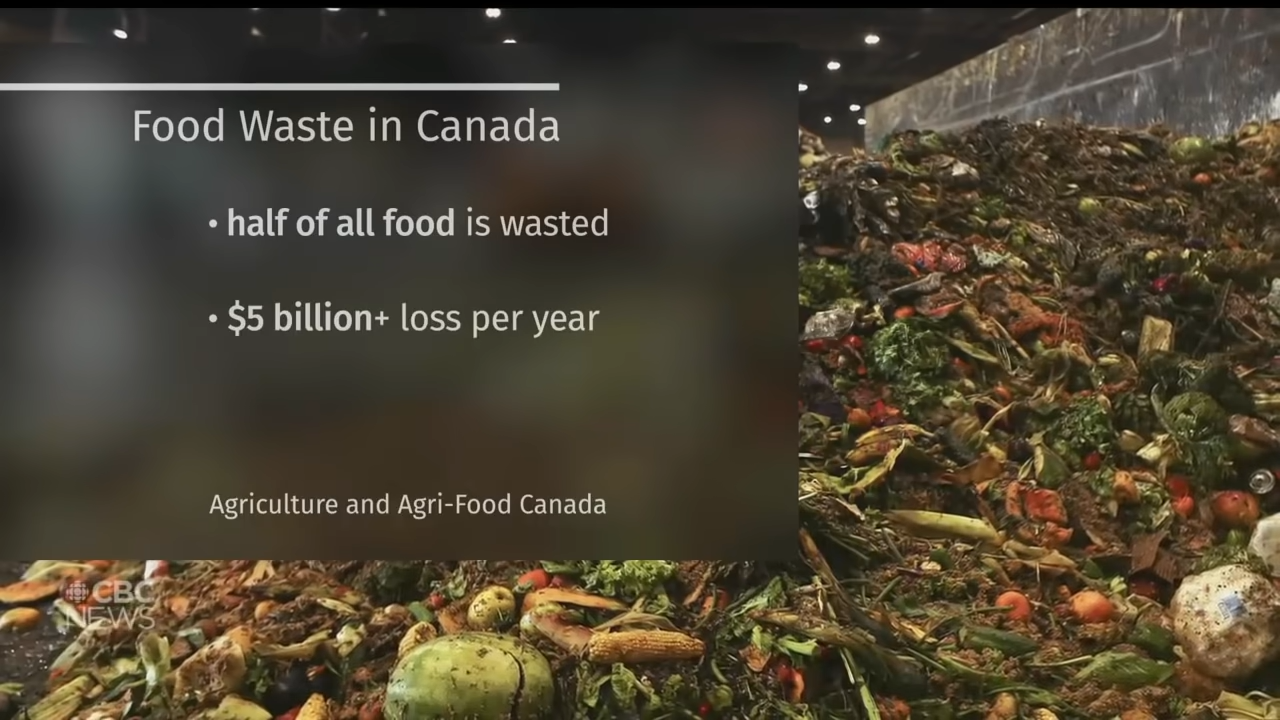 Food Waste in Canada
• half of all food is wasted
• $5 billion+ loss per year
Agriculture and Agri-Food Canada
CBC
NEWS